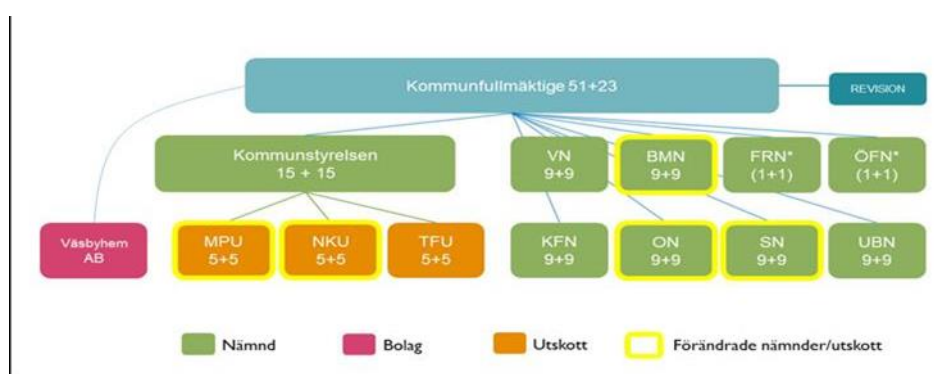 Kommunfullmäktige 51+23
REVISION
Kommunstyrelsen
15 + 15
VN
9+9
BMN
9+9
FRN*
(1+1)
ÖFN*
(1+1)
Väsbyhem
AB
MPU
5+5
NKU
5+5
TFU
5+5
KFN
9+9
ON
9+9
SN
9+9
UBN
9+9
Nämnd
Bolag
Utskott
Förändrade nämnder/utskott